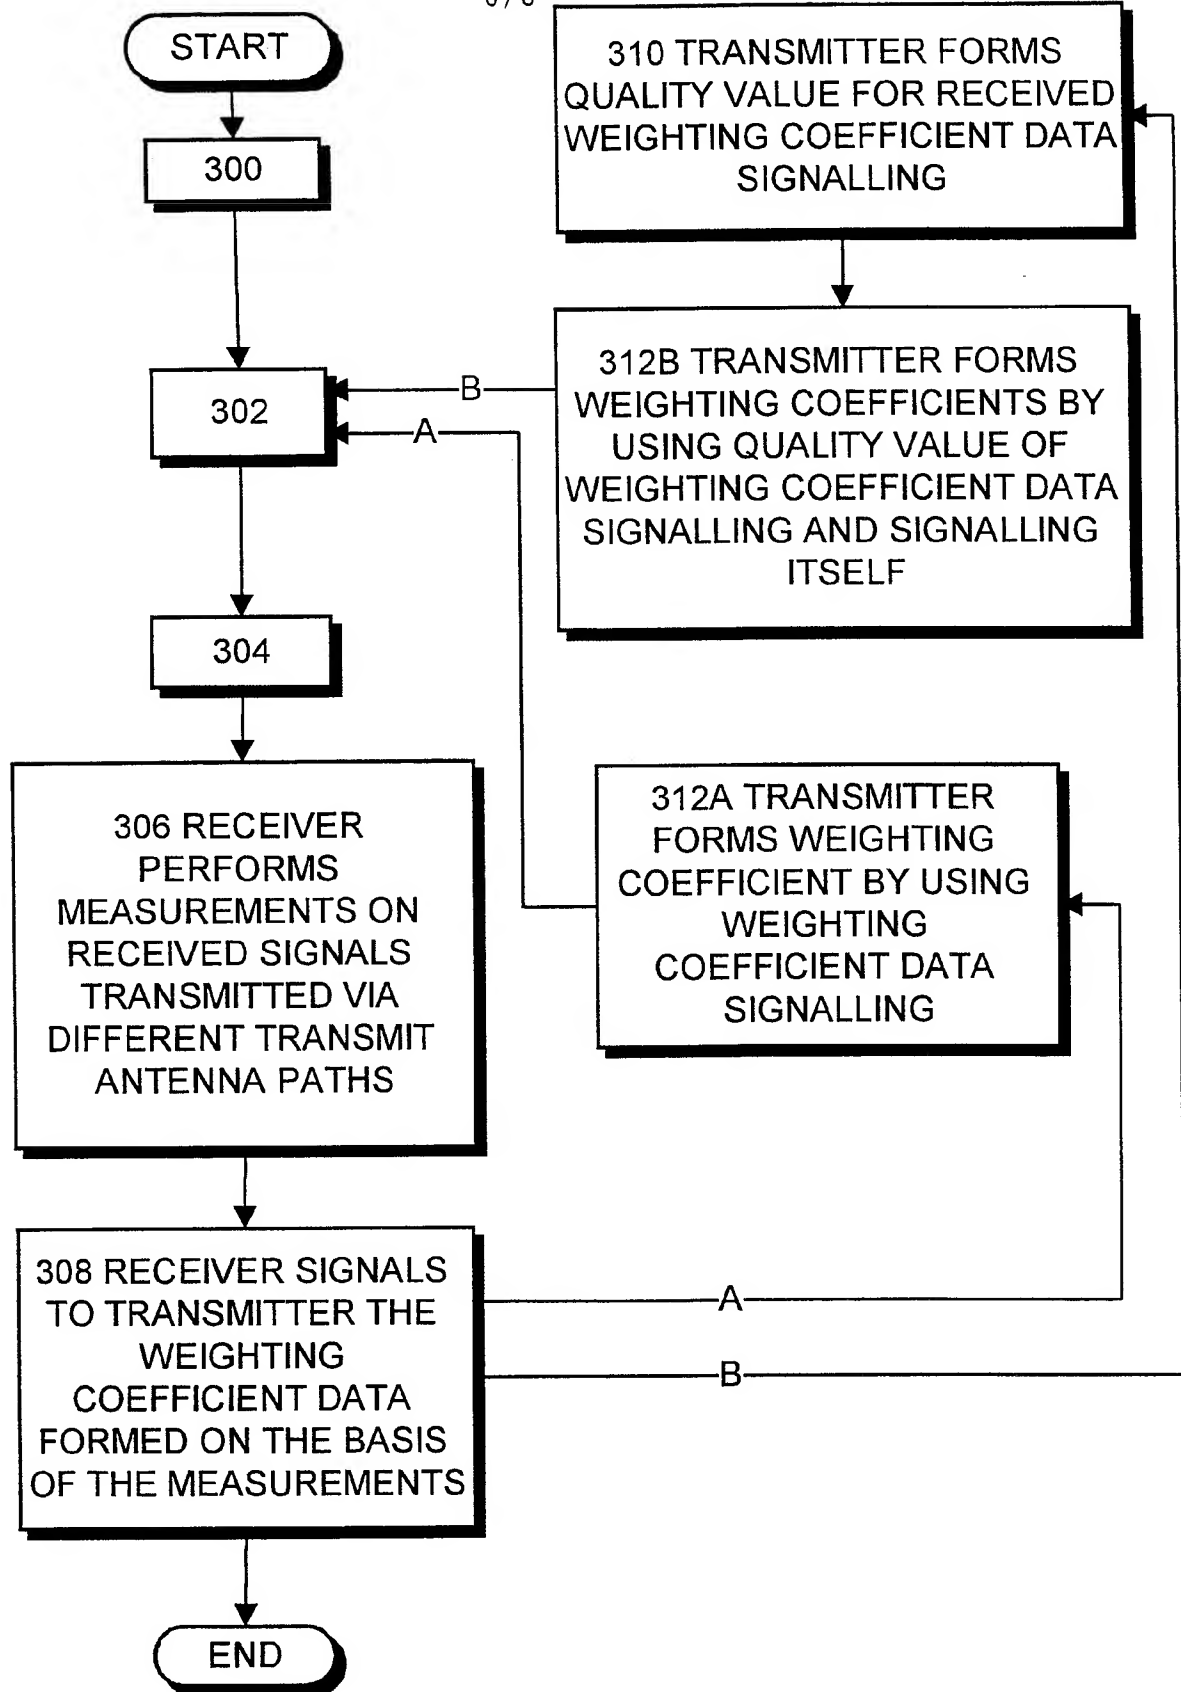 START
300
302
304
306 RECEIVER
PERFORMS
MEASUREMENTS ON
RECEIVED SIGNALS
TRANSMITTED VIA
DIFFERENT TRANSMIT
ANTENNA PATHS
308 RECEIVER SIGNALS
TO TRANSMITTER THE
WEIGHTING
COEFFICIENT DATA
FORMED ON THE BASIS
OF THE MEASUREMENTS
END
310 TRANSMITTER FORMS
QUALITY VALUE FOR RECEIVED
WEIGHTING COEFFICIENT DATA
SIGNALLING
312B TRANSMITTER FORMS
WEIGHTING COEFFICIENTS BY
USING QUALITY VALUE OF
WEIGHTING COEFFICIENT DATA
SIGNALLING AND SIGNALLING
ITSELF
B
A
312A TRANSMITTER
FORMS WEIGHTING
COEFFICIENT BY USING
WEIGHTING
COEFFICIENT DATA
SIGNALLING
A
B